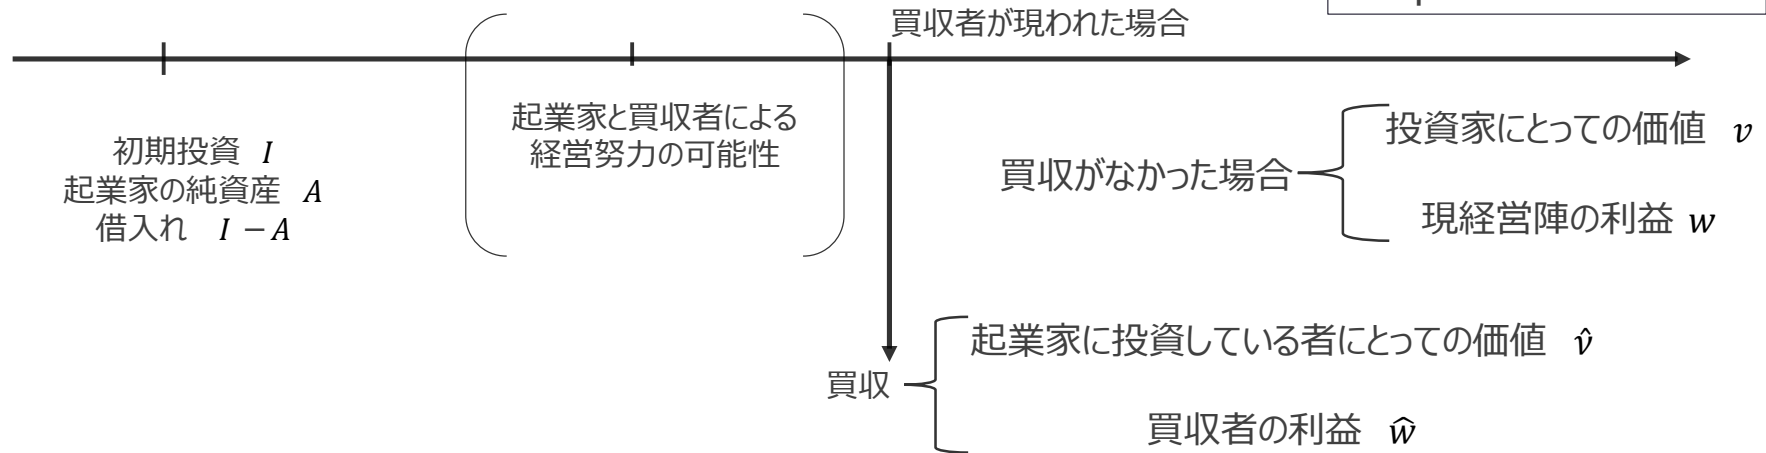 買収者が現われた場合
初期投資 I
起業家の純資産 A
借入れ I − A
起業家と買収者による
経営努力の可能性
買収がなかった場合
投資家にとっての価値 v
現経営陣の利益 w
買収
起業家に投資している者にとっての価値 v̂
買収者の利益 ŵ